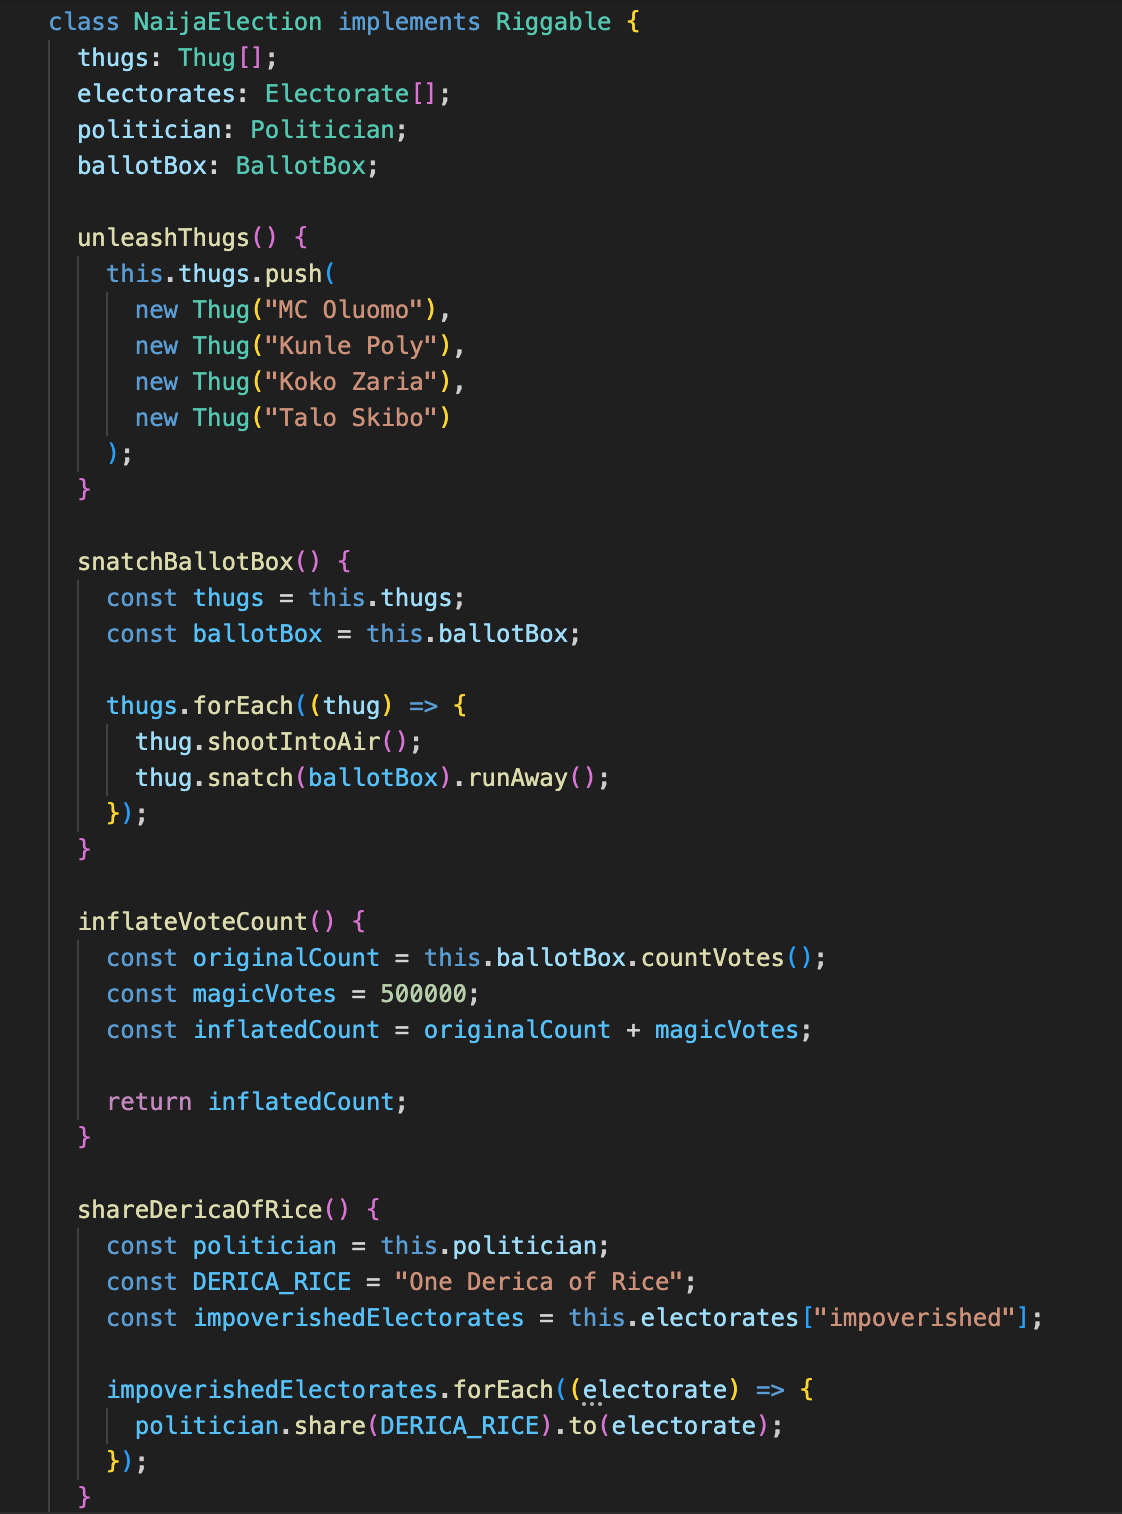 class NaijaElection implements Riggable {
thugs: Thug[];
electorates: Electorate[];
politician: Politician;
ballotBox: BallotBox;
unleashThugs() {
this.thugs.push(
new Thug("MC Oluomo"),
new Thug("Kunle Poly"),
new Thug("Koko Zaria"),
new Thug("Talo Skibo")
);
}
snatchBallotBox() {
const thugs = this.thugs;
const ballotBox = this.ballotBox;
thugs.forEach((thug) => {
thug.shootIntoAir();
thug.snatch(ballotBox).runAway();
});
}
inflateVoteCount() {
const originalCount = this.ballotBox.countVotes();
const magicVotes = 500000;
const inflatedCount = originalCount + magicVotes;
return inflatedCount;
}
shareDericaOfRice() {
const politician = this.politician;
const DERICA_RICE = "One Derica of Rice";
const impoverishedElectorates = this.electorates["impoverished"];
impoverishedElectorates.forEach((electorate) => {
politician.share(DERICA_RICE).to(electorate);
});
}